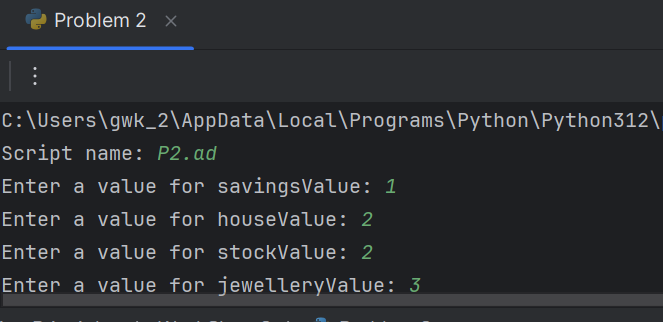 Problem 2
C:\Users\gwk_2\AppData\Local\Programs\Python\Python312\
Script name: P2.ad
Enter a value for savingsValue: 1
Enter a value for houseValue: 2
Enter a value for stockValue: 2
Enter a value for jewelleryValue: 3